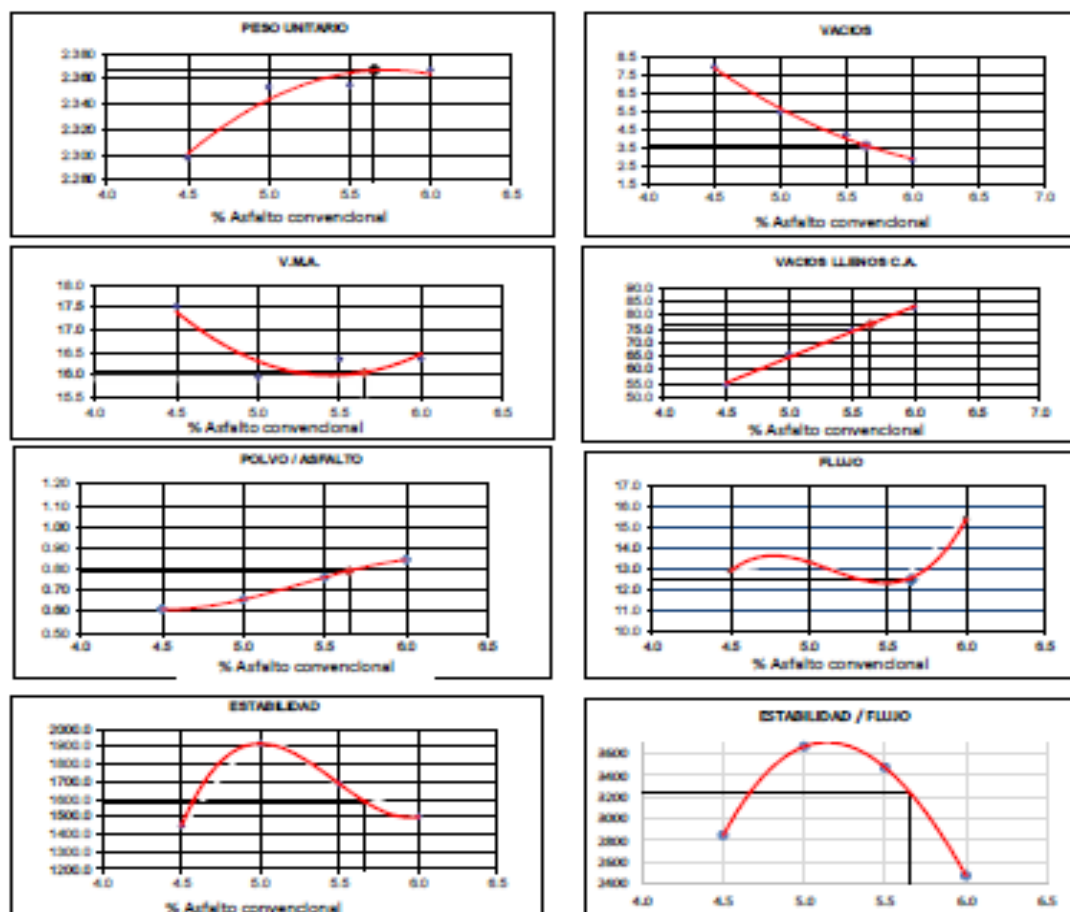 PESO UNITARIO
2.380
2.360
2.340
2.320
2.300
2.280
4.0 4.5 5.0 5.5 6.0 6.5
% Asfalto convencional
VACIOS
8.5
7.5
6.5
5.5
4.5
3.5
2.5
1.5
4.0 4.5 5.0 5.5 6.0 7.0
% Asfalto convencional
V.M.A.
18.0
17.5
17.0
16.5
16.0
15.5
4.0 4.5 5.0 5.5 6.0 6.5
% Asfalto convencional
VACIOS LLENOS C.A.
90.0
85.0
80.0
75.0
70.0
65.0
60.0
55.0
50.0
4.0 4.5 5.0 5.5 6.0 7.0
% Asfalto convencional
POLVO / ASFALTO
1.20
1.10
1.00
0.90
0.80
0.70
0.60
0.50
4.0 4.5 5.0 5.5 6.0 6.5
% Asfalto convencional
FLUJO
17.0
16.0
15.0
14.0
13.0
12.0
11.0
10.0
4.0 4.5 5.0 5.5 6.0 6.5
% Asfalto convencional
ESTABILIDAD
2000.0
1900.0
1800.0
1700.0
1600.0
1500.0
1400.0
1300.0
1200.0
4.0 4.5 5.0 5.5 6.0 6.5
% Asfalto convencional
ESTABILIDAD / FLUJO
3600
3400
3200
3000
2800
2600
2400
4.0 4.5 5.0 5.5 6.0 6.5